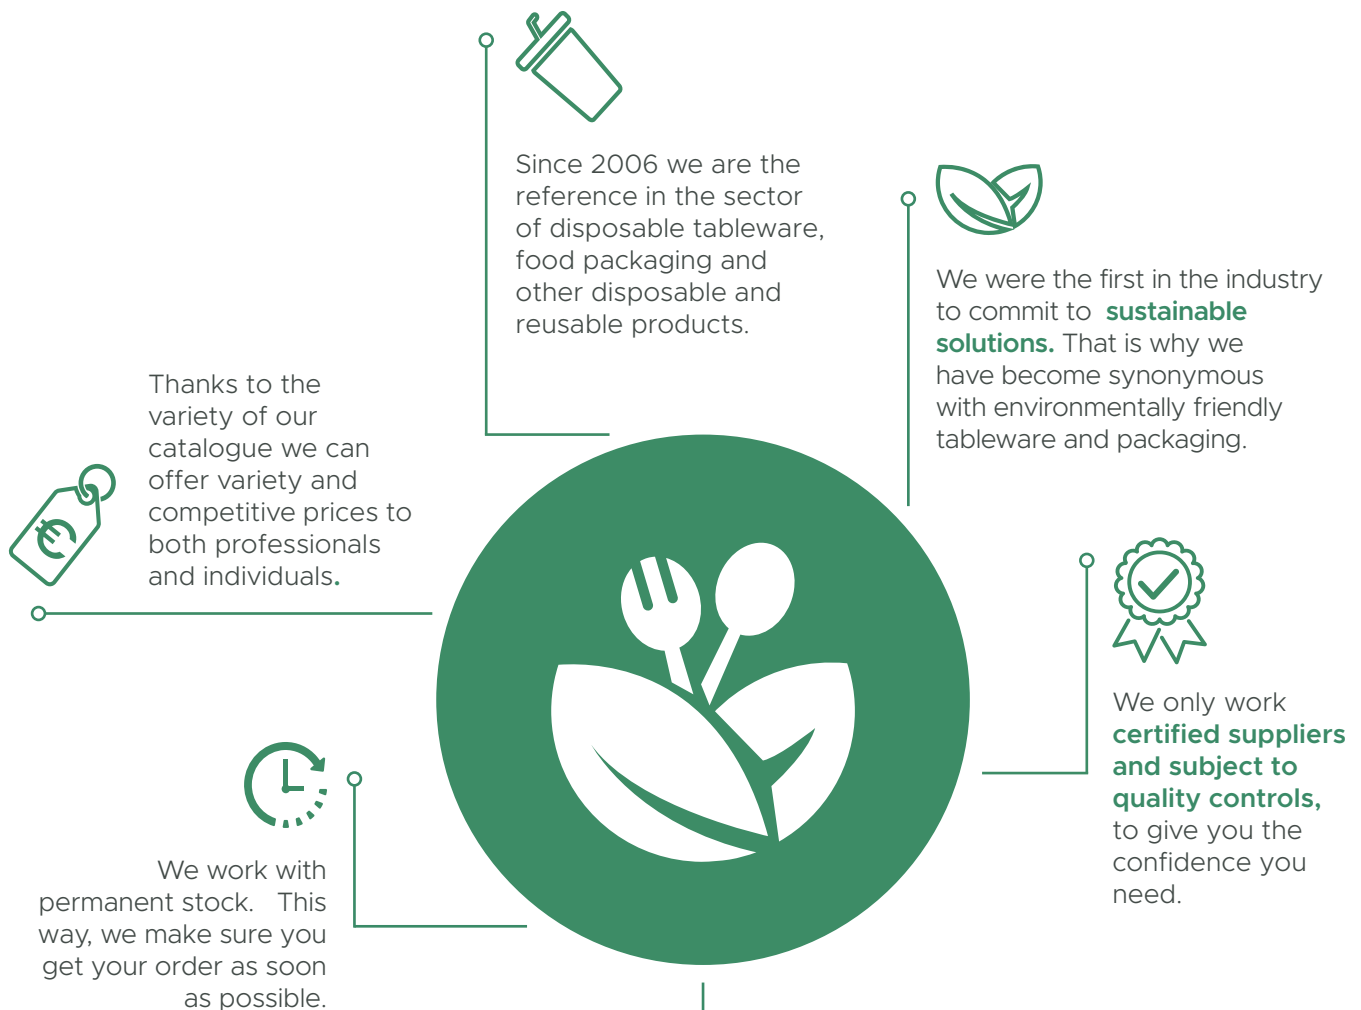 Since 2006 we are the
reference in the sector
of disposable tableware,
food packaging and
other disposable and
reusable products.
We were the first in the industry
to commit to sustainable
solutions. That is why we
have become synonymous
with environmentally friendly
tableware and packaging.
Thanks to the
variety of our
catalogue we can
offer variety and
competitive prices to
both professionals
and individuals.
We only work
certified suppliers
and subject to
quality controls,
to give you the
confidence you
need.
We work with
permanent stock. This
way, we make sure you
get your order as soon
as possible.